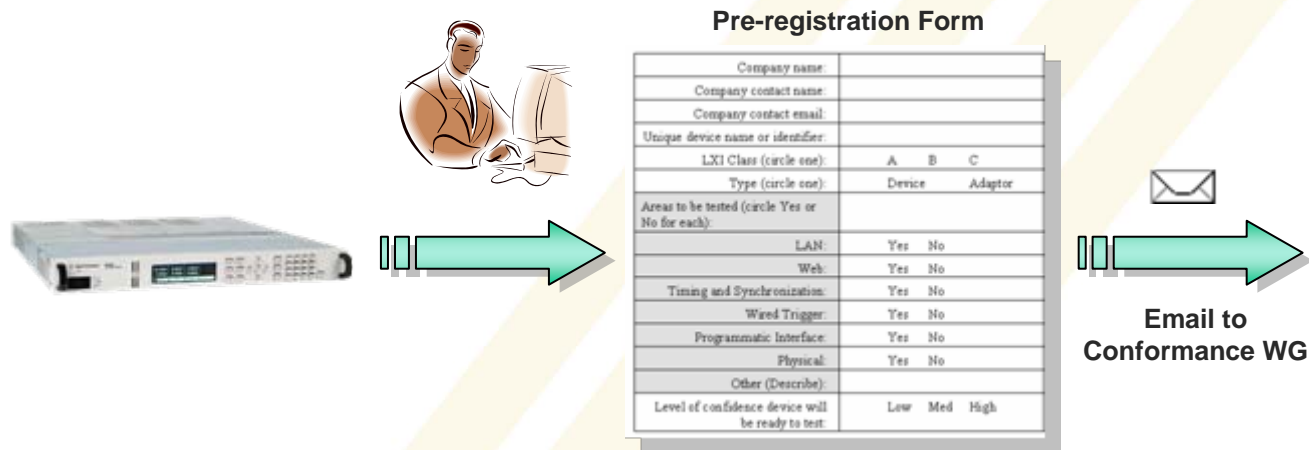 Pre-registration Form
Company name:
Company contact name:
Company contact email:
Unique device name or identifier:
LXI Class (circle one): A B C
Type (circle one): Device Adaptor
Areas to be tested (circle Yes or
No for each):
LAN: Yes No
Web: Yes No
Timing and Synchronization: Yes No
Wired Trigger: Yes No
Programmatic Interface: Yes No
Physical: Yes No
Other (Describe):
Level of confidence device will
be ready to test: Low Med High
Email to
Conformance WG